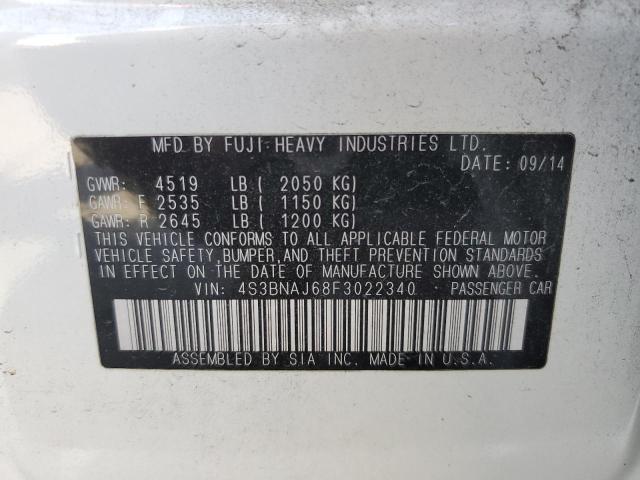 MFD BY FUJI HEAVY INDUSTRIES LTD.
DATE: 09/14
GVWR: 4519 LB ( 2050 KG)
GAWR: F 2535 LB ( 1150 KG)
GAWR: R 2645 LB ( 1200 KG)
THIS VEHICLE CONFORMS TO ALL APPLICABLE FEDERAL MOTOR
VEHICLE SAFETY, BUMPER, AND THEFT PREVENTION STANDARDS
IN EFFECT ON THE DATE OF MANUFACTURE SHOWN ABOVE.
VIN: 4S3BNAJ68F3022340 PASSENGER CAR
ASSEMBLED BY SIA INC. MADE IN U.S.A.